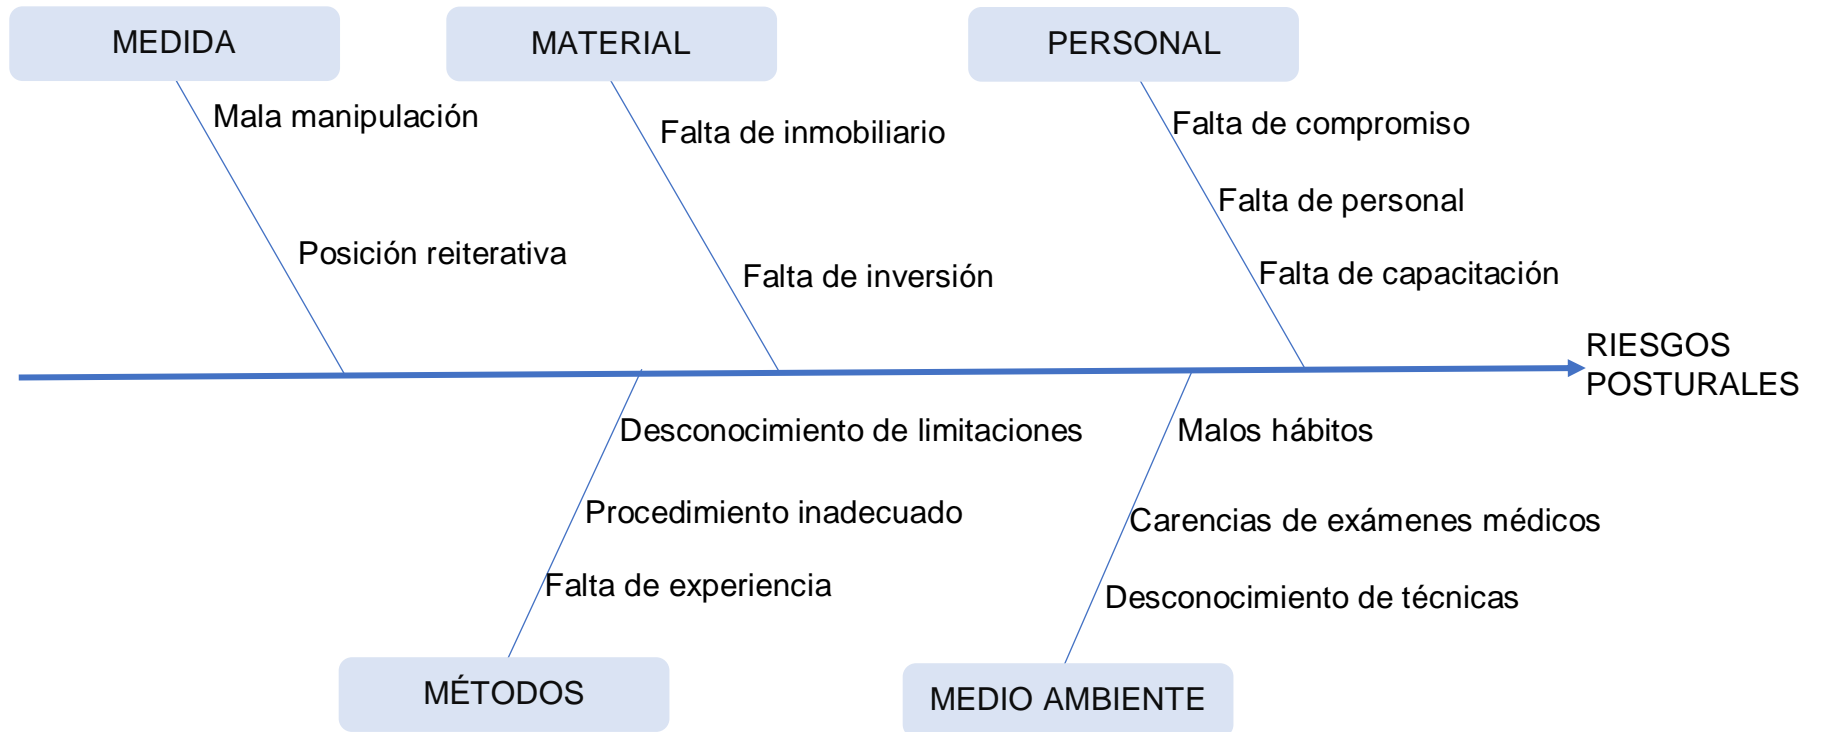 MEDIDA
MATERIAL
PERSONAL
Mala manipulación
Posición reiterativa
Falta de inmobiliario
Falta de inversión
Falta de compromiso
Falta de personal
Falta de capacitación
RIESGOS
POSTURALES
Desconocimiento de limitaciones
Procedimiento inadecuado
Falta de experiencia
Malos hábitos
Carencias de exámenes médicos
Desconocimiento de técnicas
MÉTODOS
MEDIO AMBIENTE